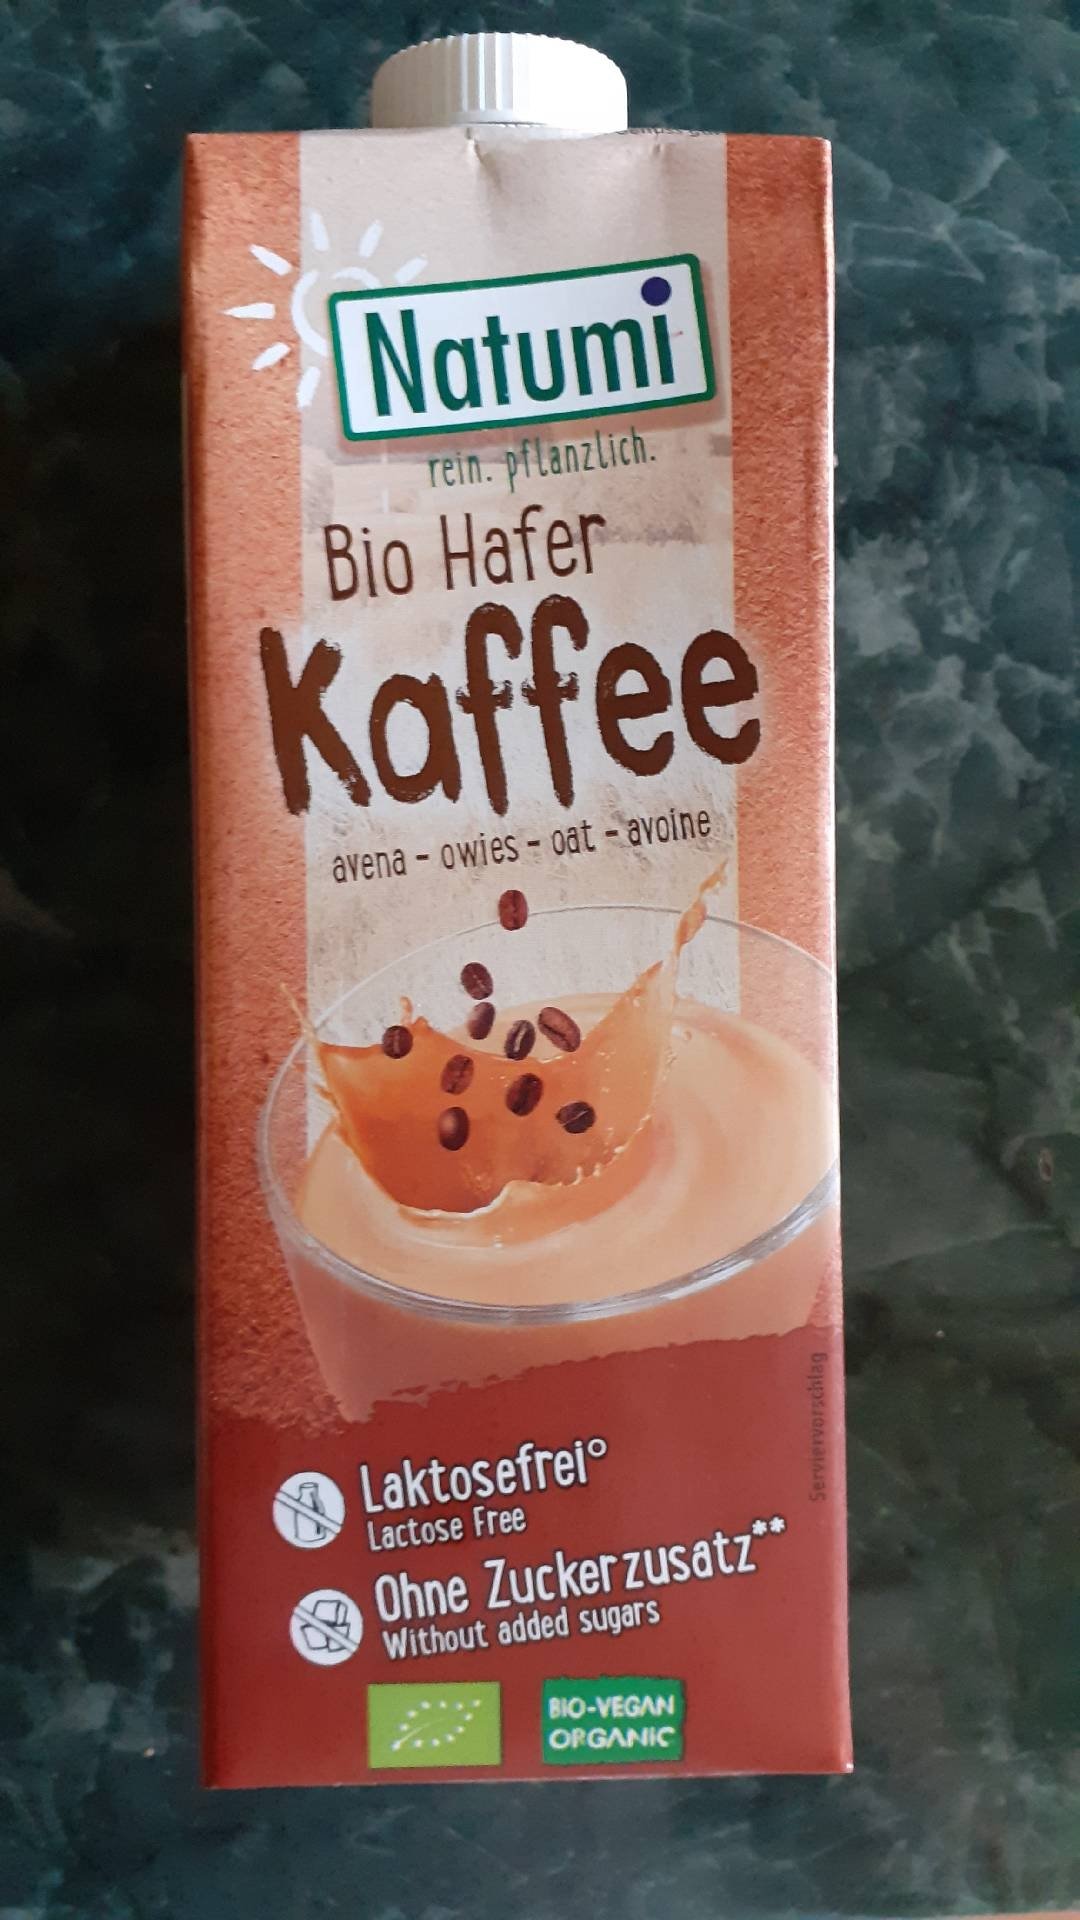 Natumi
rein. pflanzlich.
Bio Hafer
Kaffee
avena - owies - oat - avoine
Serviervorschlag
Laktosefrei°
Lactose Free
Ohne Zuckerzusatz**
Without added sugars
BIO-VEGAN
ORGANIC